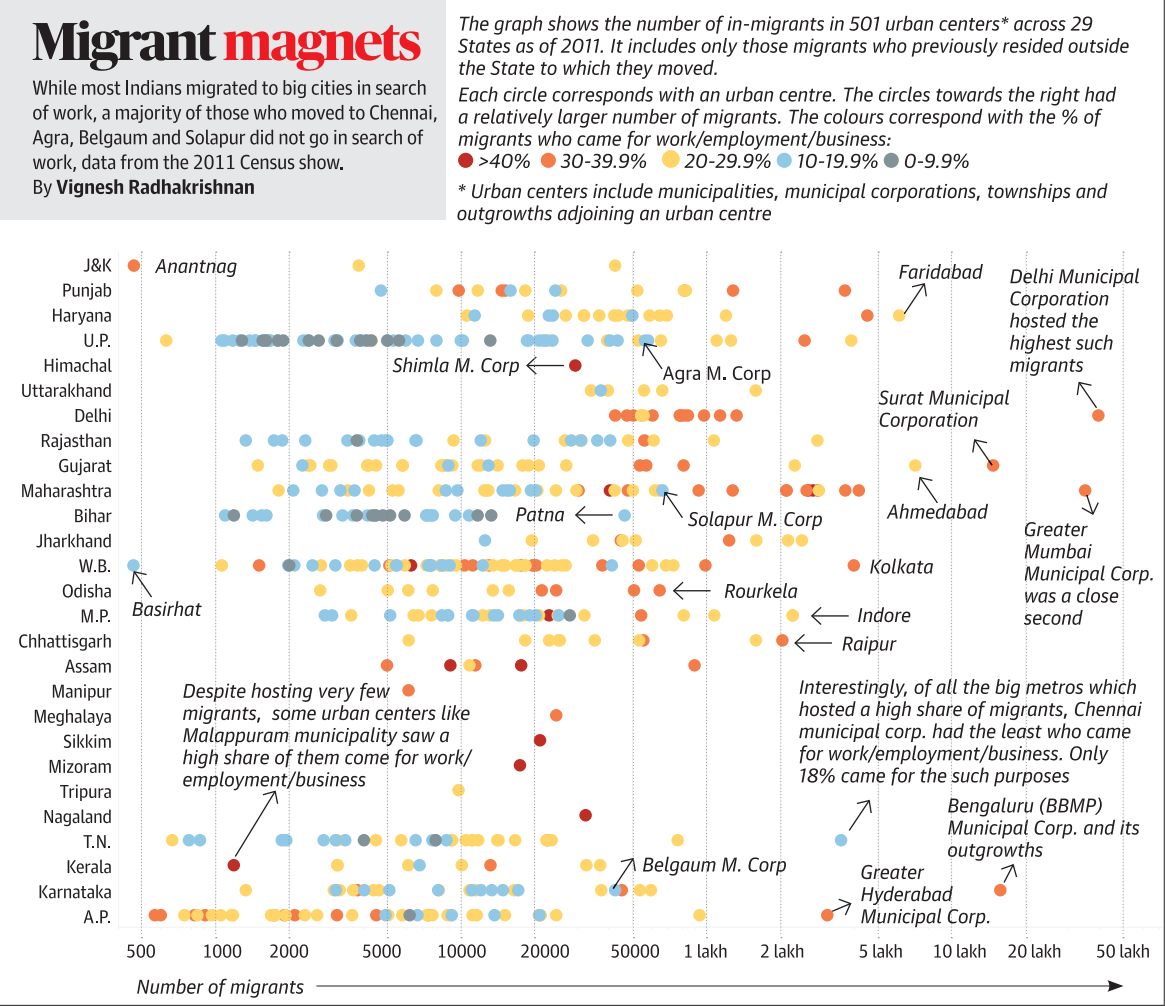 Migrant magnets
While most Indians migrated to big cities in search
of work, a majority of those who moved to Chennai,
Agra, Belgaum and Solapur did not go in search of
work, data from the 2011 Census show.
By Vignesh Radhakrishnan
The graph shows the number of in-migrants in 501 urban centers* across 29
States as of 2011. It includes only those migrants who previously resided outside
the State to which they moved.
Each circle corresponds with an urban centre. The circles towards the right had
a relatively larger number of migrants. The colours correspond with the % of
migrants who came for work/employment/business:
>40% 30-39.9% 20-29.9% 10-19.9% 0-9.9%
* Urban centers include municipalities, municipal corporations, townships and
outgrowths adjoining an urban centre
J&K
Punjab
Haryana
U.P.
Himachal
Uttarakhand
Delhi
Rajasthan
Gujarat
Maharashtra
Bihar
Jharkhand
W.B.
Odisha
M.P.
Chhattisgarh
Assam
Manipur
Meghalaya
Sikkim
Mizoram
Tripura
Nagaland
T.N.
Kerala
Karnataka
A.P.
Anantnag
Faridabad
Delhi Municipal
Corporation
hosted the
highest such
migrants
Shimla M. Corp
Agra M. Corp
Surat Municipal
Corporation
Ahmedabad
Patna
Solapur M. Corp
Greater
Mumbai
Municipal Corp.
was a close
second
Kolkata
Basirhat
Rourkela
Indore
Raipur
Despite hosting very few
migrants, some urban centers like
Malappuram municipality saw a
high share of them come for work/
employment/business
Interestingly, of all the big metros which
hosted a high share of migrants, Chennai
municipal corp. had the least who came
for work/employment/business. Only
18% came for the such purposes
Bengaluru (BBMP)
Municipal Corp. and its
outgrowths
Belgaum M. Corp
Greater
Hyderabad
Municipal Corp.
500 1000 2000 5000 10000 20000 50000 1 lakh 2 lakh 5 lakh 10 lakh 20 lakh 50 lakh
Number of migrants